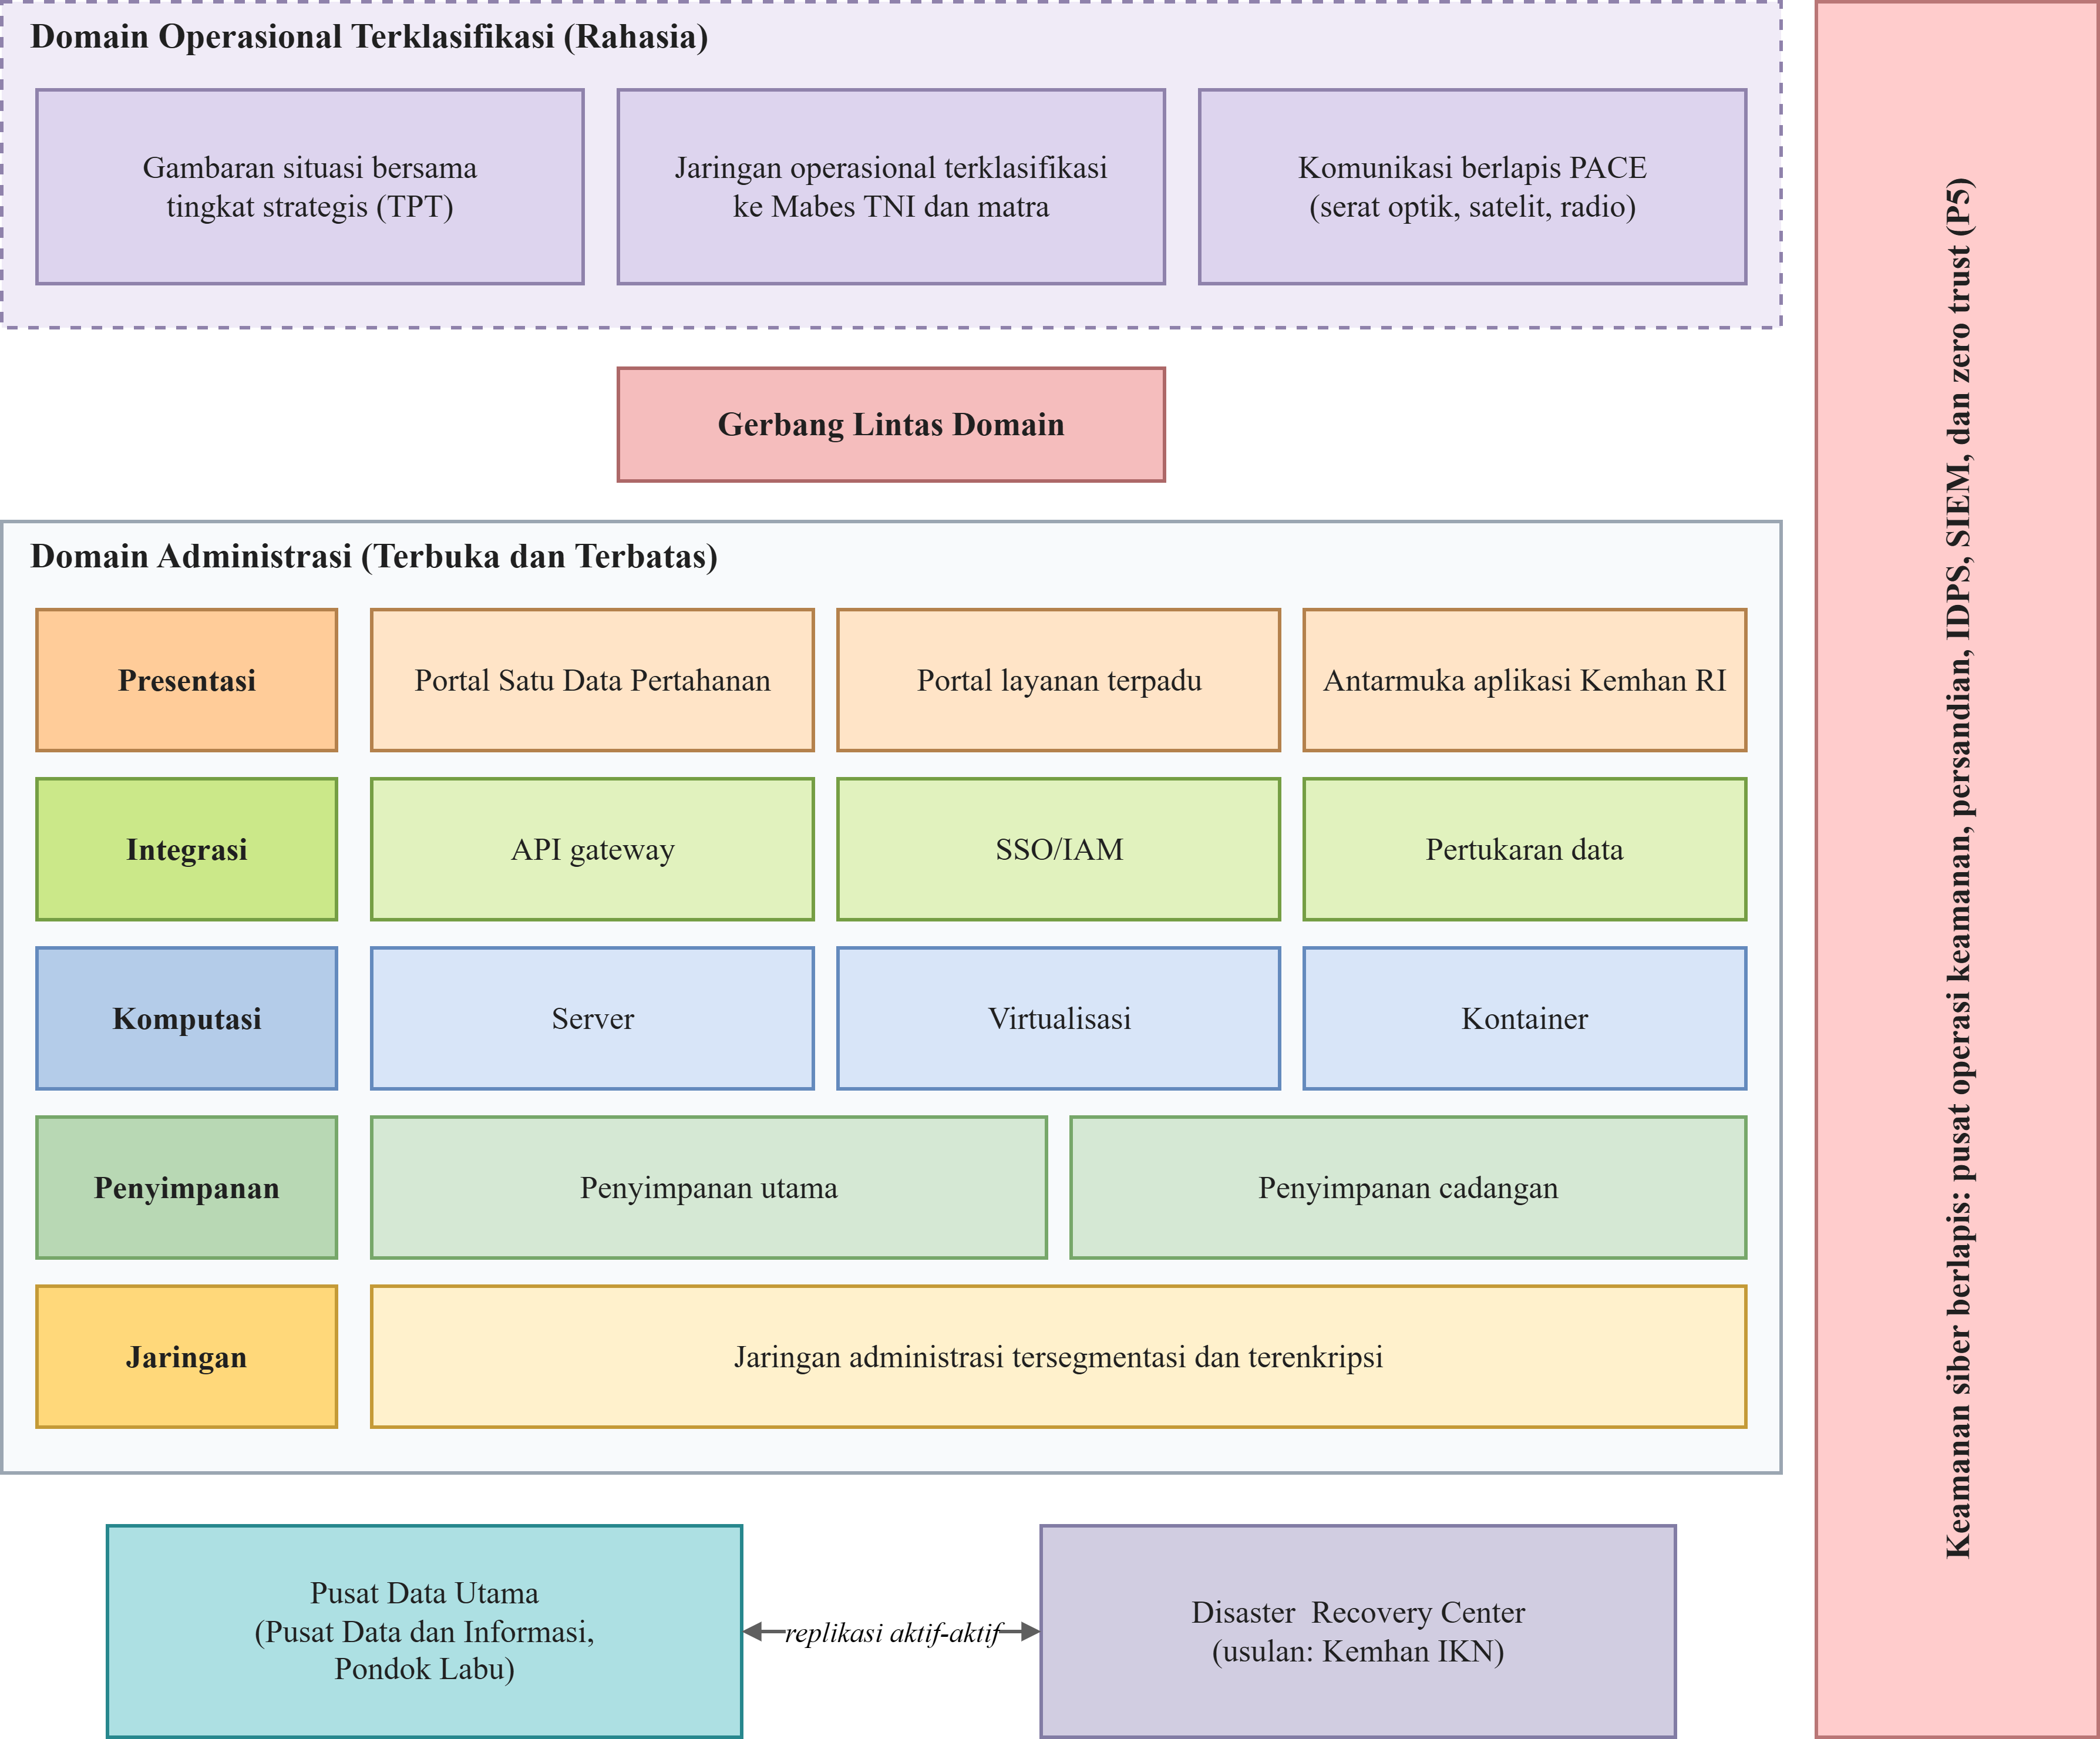 Domain Operasional Terklasifikasi (Rahasia)
Gambaran situasi bersama
tingkat strategis (TPT)
Jaringan operasional terklasifikasi
ke Mabes TNI dan matra
Komunikasi berlapis PACE
(serat optik, satelit, radio)
Gerbang Lintas Domain
Domain Administrasi (Terbuka dan Terbatas)
Presentasi
Portal Satu Data Pertahanan
Portal layanan terpadu
Antarmuka aplikasi Kemhan RI
Integrasi
API gateway
SSO/IAM
Pertukaran data
Komputasi
Server
Virtualisasi
Kontainer
Penyimpanan
Penyimpanan utama
Penyimpanan cadangan
Jaringan
Jaringan administrasi tersegmentasi dan terenkripsi
Pusat Data Utama
(Pusat Data dan Informasi,
Pondok Labu)
replikasi aktif-aktif
Disaster  Recovery Center
(usulan: Kemhan IKN)
Keamanan siber berlapis: pusat operasi keamanan, persandian, IDPS, SIEM, dan zero trust (P5)